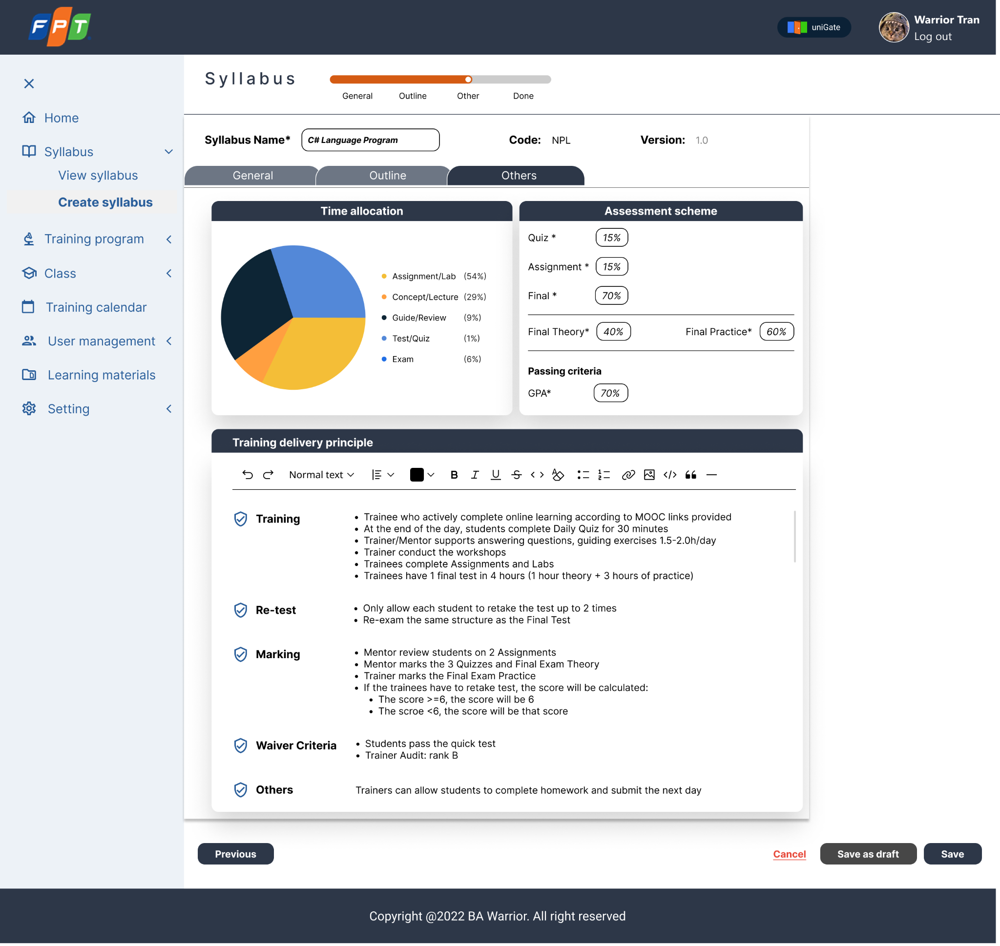 FPT
uniGate
Warrior Tran
Log out
Home
Syllabus
View syllabus
Create syllabus
Training program
Class
Training calendar
User management
Learning materials
Setting
Syllabus
General Outline Other Done
Syllabus Name* C# Language Program Code: NPL Version: 1.0
General Outline Others
Time allocation
Assignment/Lab (54%)
Concept/Lecture (29%)
Guide/Review (9%)
Test/Quiz (1%)
Exam (6%)
Assessment scheme
Quiz * 15%
Assignment * 15%
Final * 70%
Final Theory* 40% Final Practice* 60%
Passing criteria
GPA* 70%
Training delivery principle
Normal text
Training
• Trainee who actively complete online learning according to MOOC links provided
• At the end of the day, students complete Daily Quiz for 30 minutes
• Trainer/Mentor supports answering questions, guiding exercises 1.5-2.0h/day
• Trainer conduct the workshops
• Trainees complete Assignments and Labs
• Trainees have 1 final test in 4 hours (1 hour theory + 3 hours of practice)
Re-test
• Only allow each student to retake the test up to 2 times
• Re-exam the same structure as the Final Test
Marking
• Mentor review students on 2 Assignments
• Mentor marks the 3 Quizzes and Final Exam Theory
• Trainer marks the Final Exam Practice
• If the trainees have to retake test, the score will be calculated:
• The score >=6, the score will be 6
• The scroe <6, the score will be that score
Waiver Criteria
• Students pass the quick test
• Trainer Audit: rank B
Others
Trainers can allow students to complete homework and submit the next day
Previous Cancel Save as draft Save
Copyright @2022 BA Warrior. All right reserved